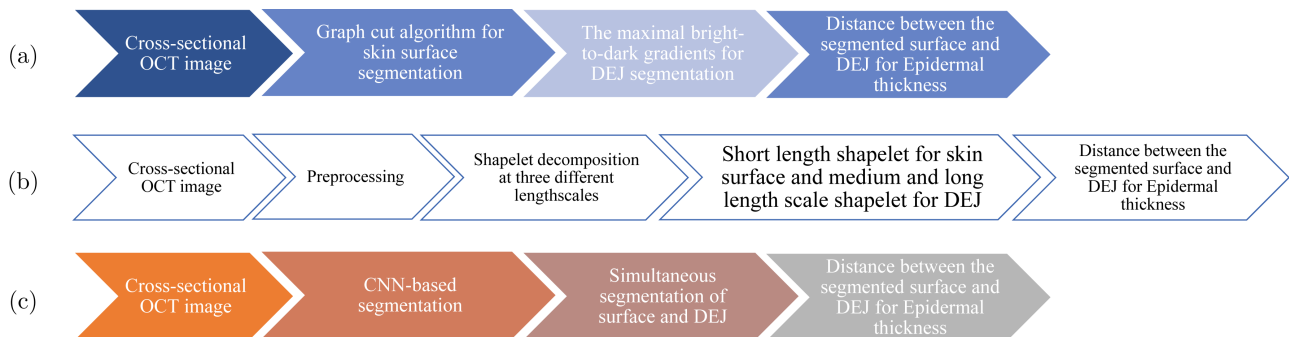 (a)
Cross-sectional
OCT image
Graph cut algorithm for
skin surface
segmentation
The maximal bright-
to-dark gradients for
DEJ segmentation
Distance between the
segmented surface and
DEJ for Epidermal
thickness
(b)
Cross-sectional
OCT image
Preprocessing
Shapelet decomposition
at three different
lengthscales
Short length shapelet for skin
surface and medium and long
length scale shapelet for DEJ
Distance between the
segmented surface and
DEJ for Epidermal
thickness
(c)
Cross-sectional
OCT image
CNN-based
segmentation
Simultaneous
segmentation of
surface and DEJ
Distance between the
segmented surface and
DEJ for Epidermal
thickness